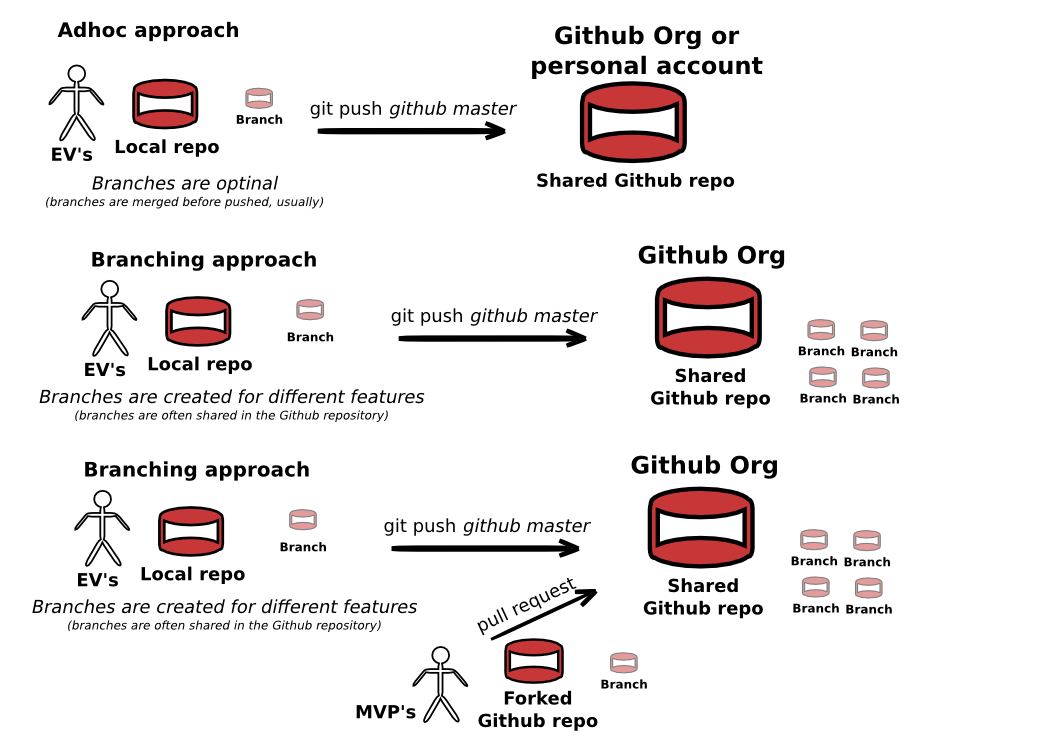 Adhoc approach
Github Org or
personal account
git push github master
Branch
EV's
Local repo
Shared Github repo
Branches are optinal
(branches are merged before pushed, usually)
Branching approach
Github Org
git push github master
Branch
EV's
Local repo
Shared
Github repo
Branch
Branch
Branch
Branch
Branches are created for different features
(branches are often shared in the Github repository)
Branching approach
Github Org
git push github master
Branch
EV's
Local repo
Shared
Github repo
Branch
Branch
Branch
Branch
Branches are created for different features
(branches are often shared in the Github repository)
pull request
MVP's
Forked
Github repo
Branch